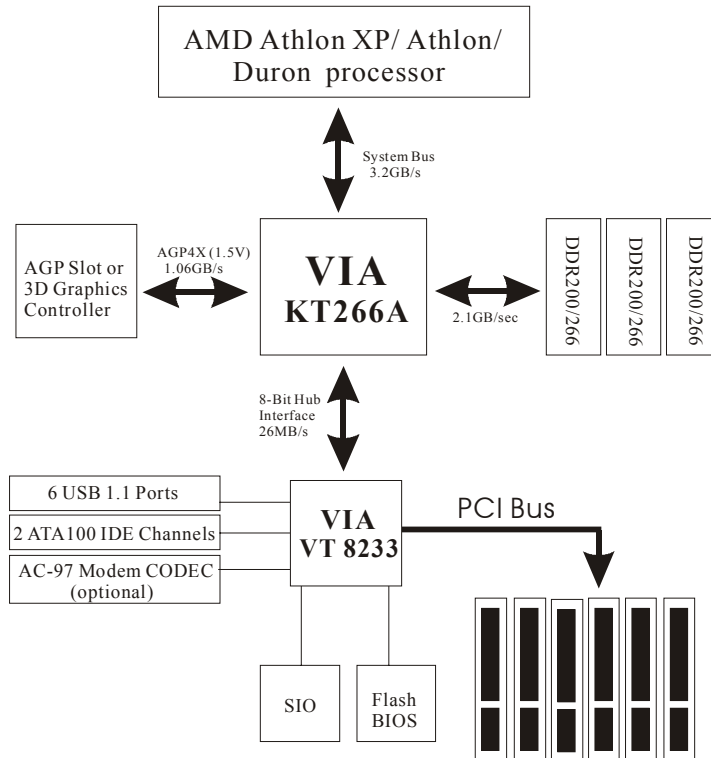 AMD Athlon XP/ Athlon/
Duron processor
System Bus
3.2GB/s
AGP Slot or
3D Graphics
Controller
AGP4X (1.5V)
1.06GB/s
VIA
KT266A
2.1GB/sec
DDR200/266
DDR200/266
DDR200/266
8-Bit Hub
Interface
26MB/s
6 USB 1.1 Ports
2 ATA100 IDE Channels
AC-97 Modem CODEC
(optional)
VIA
VT 8233
PCI Bus
SIO
Flash
BIOS